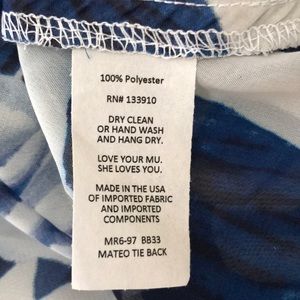 100% Polyester
RN# 133910
DRY CLEAN
OR HAND WASH
AND HANG DRY.
LOVE YOUR MU.
SHE LOVES YOU.
MADE IN THE USA
OF IMPORTED FABRIC
AND IMPORTED
COMPONENTS
MR6-97 BB33
MATEO TIE BACK